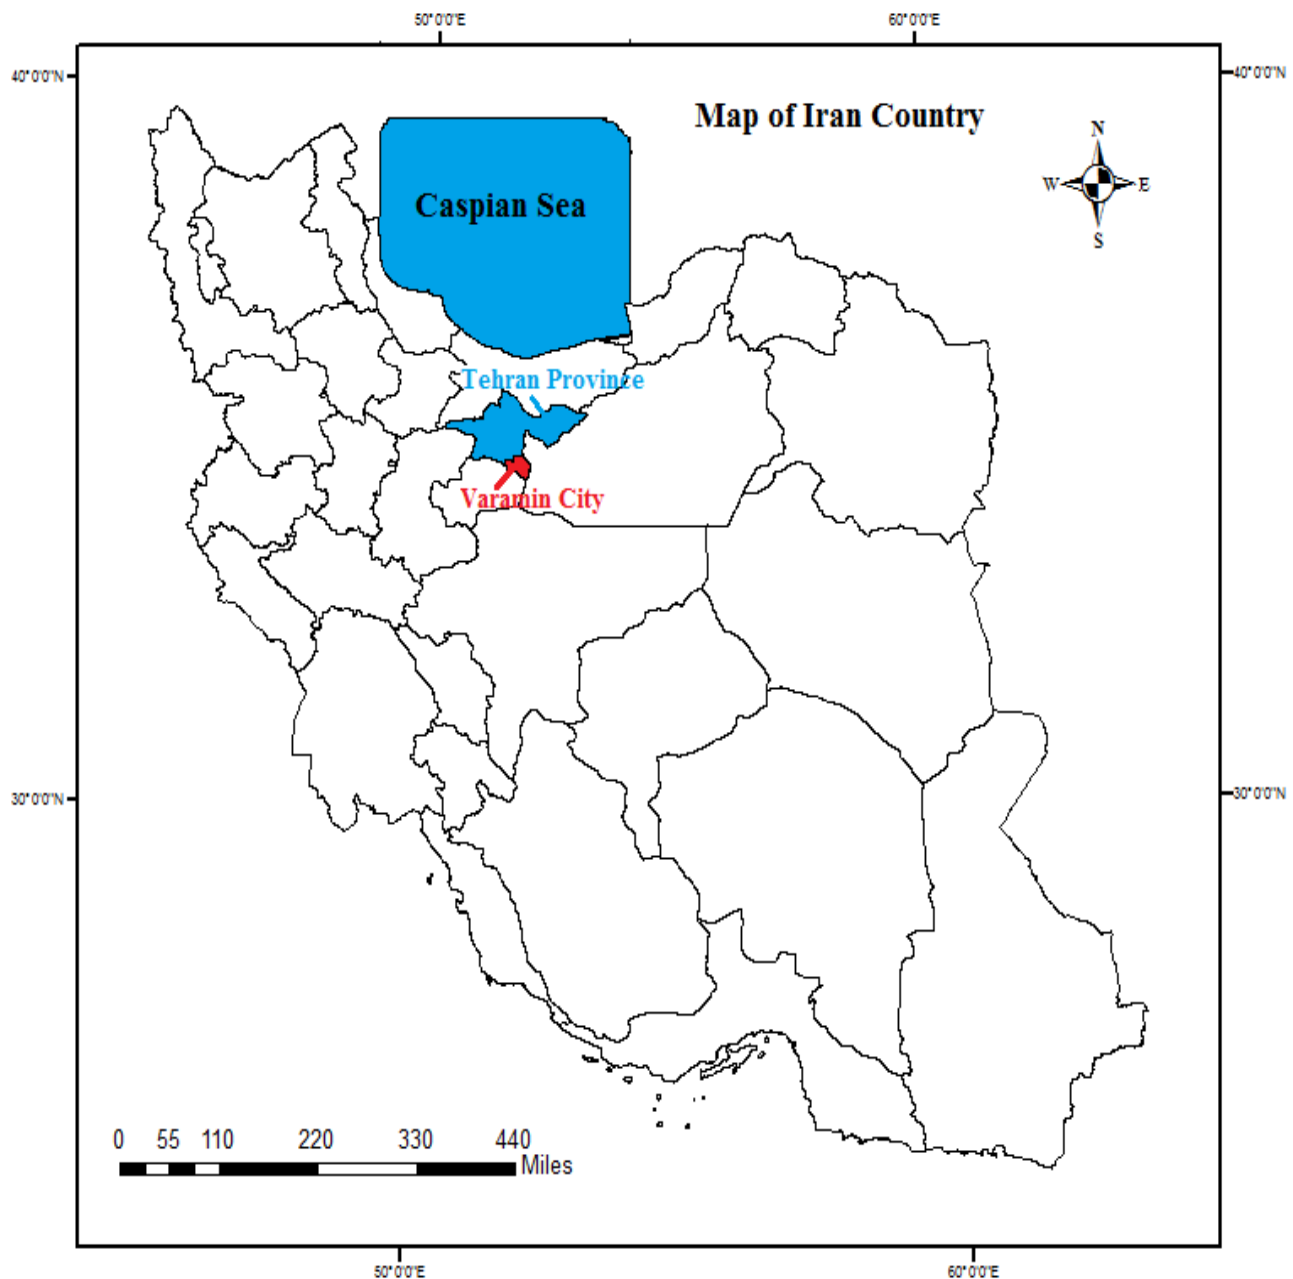 50°0'0"E 60°0'0"E
40°0'0"N 40°0'0"N
Map of Iran Country
N
W E
S
Caspian Sea
Tehran Province
Varamin City
30°0'0"N 30°0'0"N
0 55 110 220 330 440
Miles
50°0'0"E 60°0'0"E